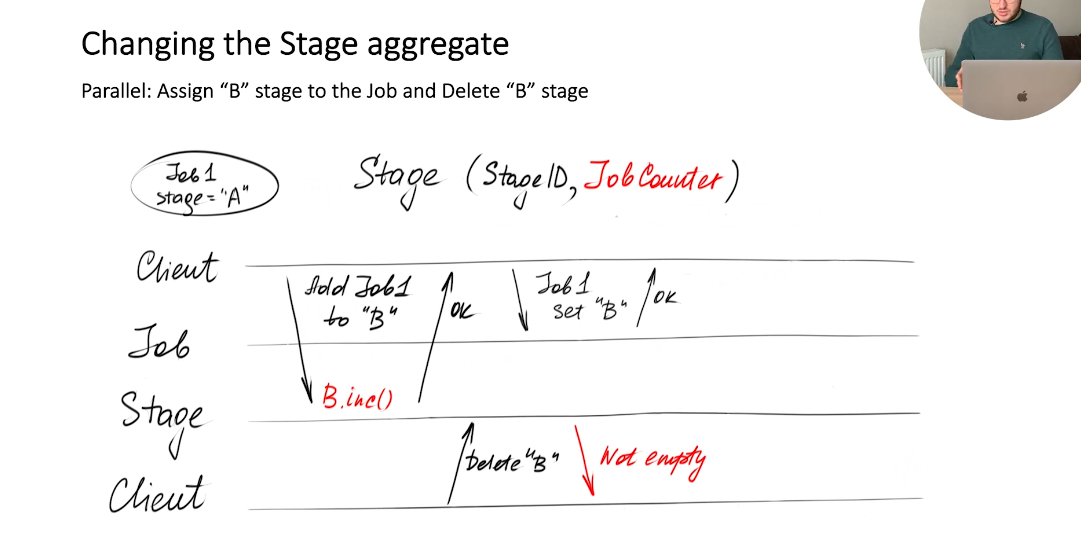 Changing the Stage aggregate
Parallel: Assign “B” stage to the Job and Delete “B” stage
Job 1
stage = "A"
Stage (StageID, JobCounter)
Client
Add Job1
to "B"
OK
Job 1
Set "B"
OK
Job
B.inc()
Stage
Delete "B"
Not empty
Client